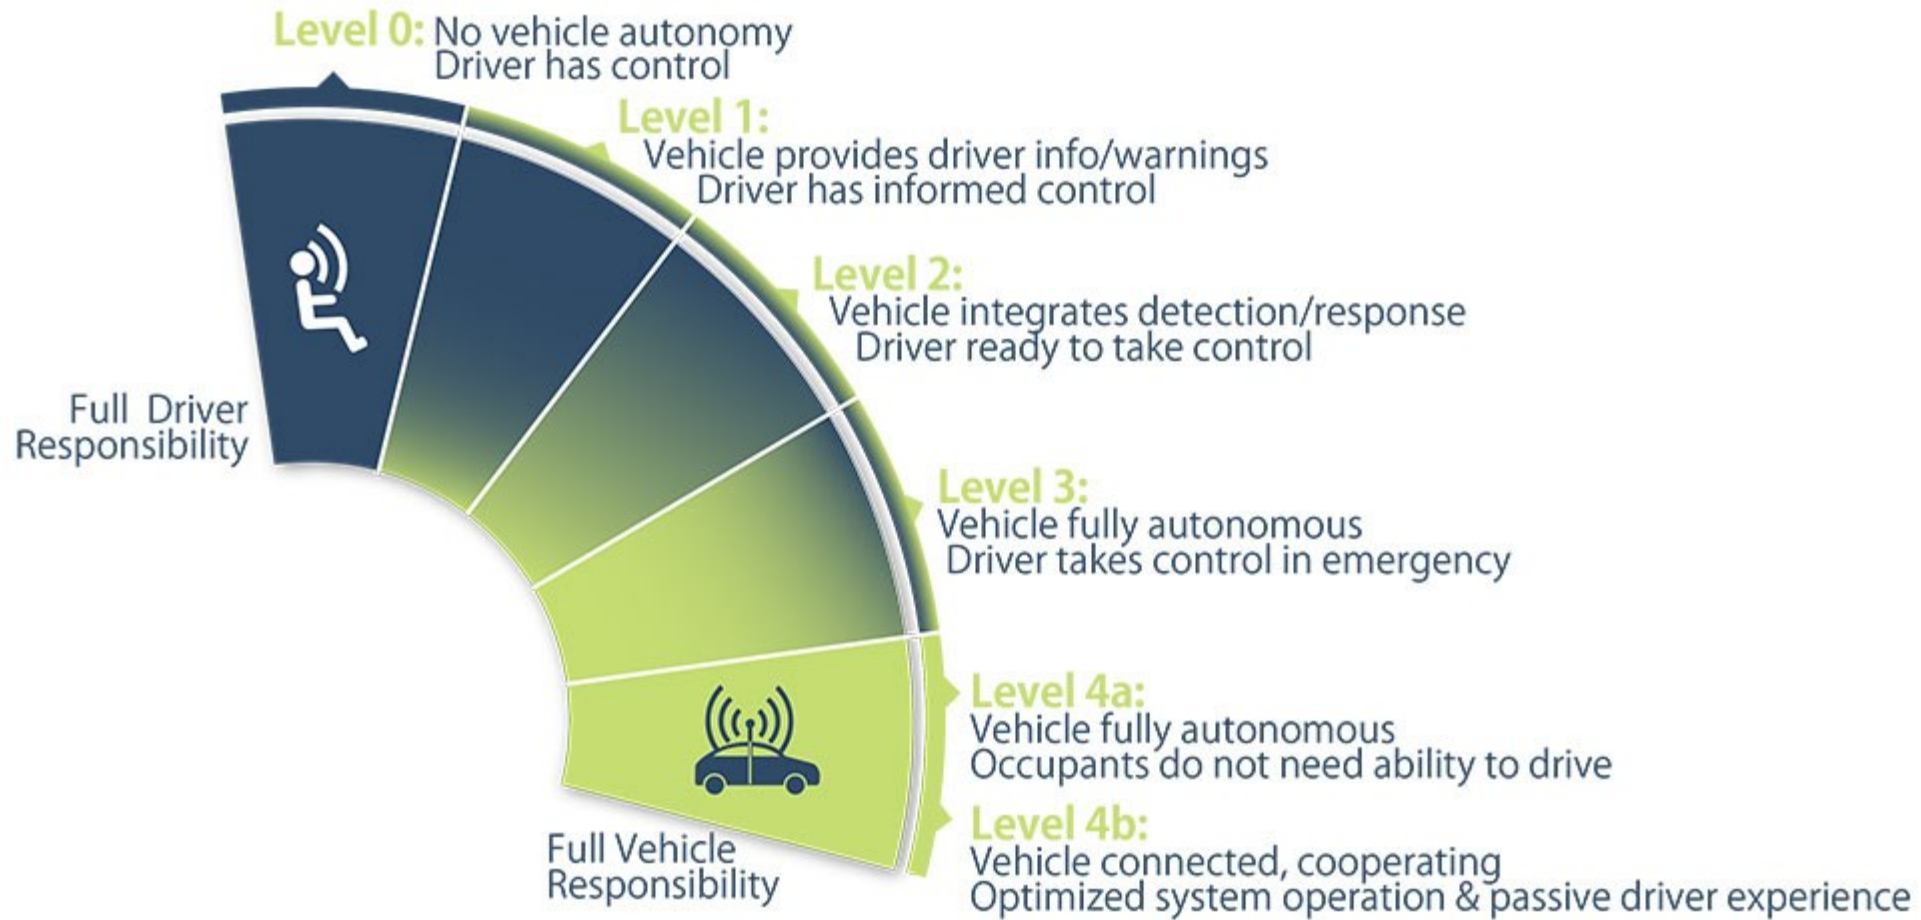 Level 0: No vehicle autonomy
Driver has control
Level 1:
Vehicle provides driver info/warnings
Driver has informed control
Level 2:
Vehicle integrates detection/response
Driver ready to take control
Full Driver
Responsibility
Level 3:
Vehicle fully autonomous
Driver takes control in emergency
Level 4a:
Vehicle fully autonomous
Occupants do not need ability to drive
Level 4b:
Vehicle connected, cooperating
Optimized system operation & passive driver experience
Full Vehicle
Responsibility